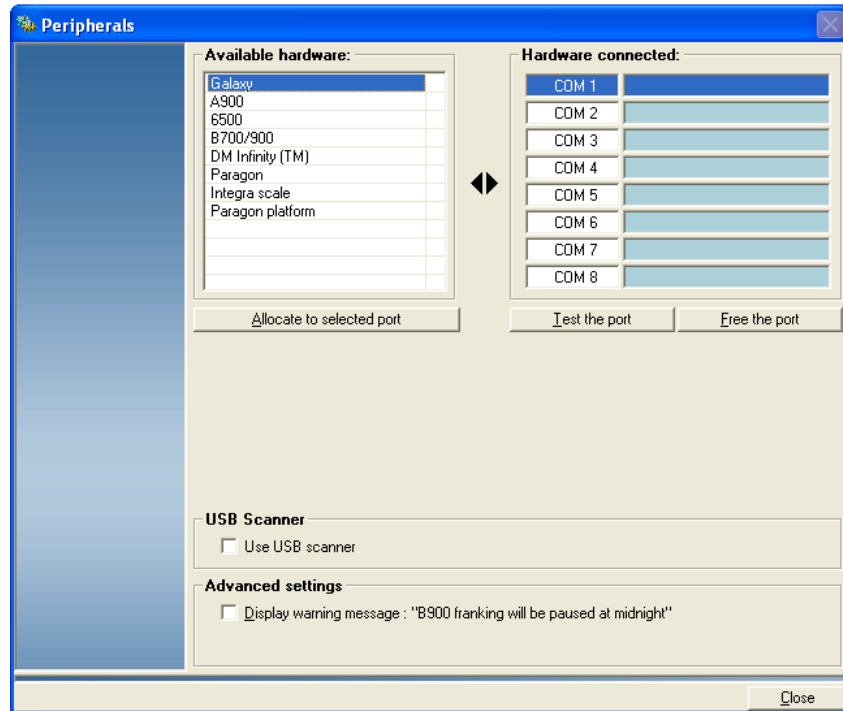 Peripherals
Available hardware:
Galaxy
A900
6500
B700/900
DM Infinity (TM)
Paragon
Integra scale
Paragon platform
Allocate to selected port
Hardware connected:
COM 1
COM 2
COM 3
COM 4
COM 5
COM 6
COM 7
COM 8
Test the port
Free the port
USB Scanner
Use USB scanner
Advanced settings
Display warning message : "B900 franking will be paused at midnight"
Close